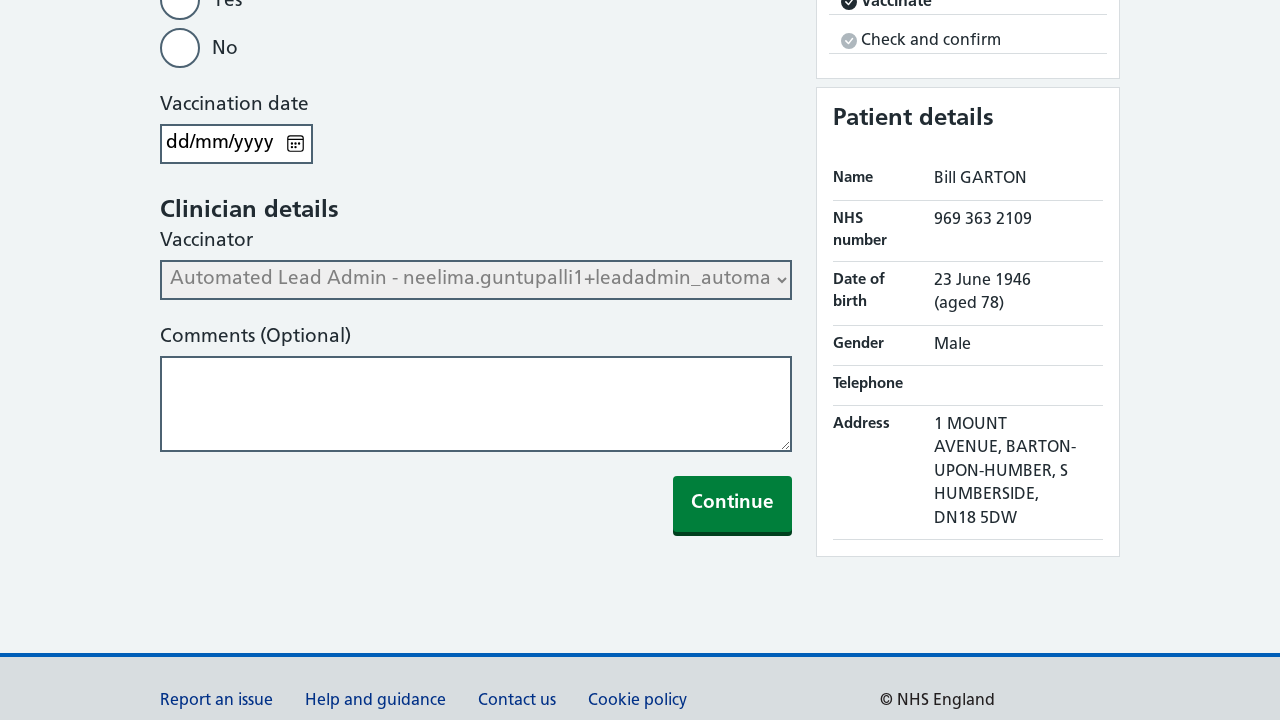 Yes
No
Vaccination date
dd/mm/yyyy
Clinician details
Vaccinator
Automated Lead Admin - neelima.guntupalli1+leadadmin_automa
Comments (Optional)
Continue
Vaccinate
Check and confirm
Patient details
Name Bill GARTON
NHS number 969 363 2109
Date of birth 23 June 1946 (aged 78)
Gender Male
Telephone
Address 1 MOUNT
AVENUE, BARTON-
UPON-HUMBER, S
HUMBERSIDE,
DN18 5DW
Report an issue Help and guidance Contact us Cookie policy © NHS England